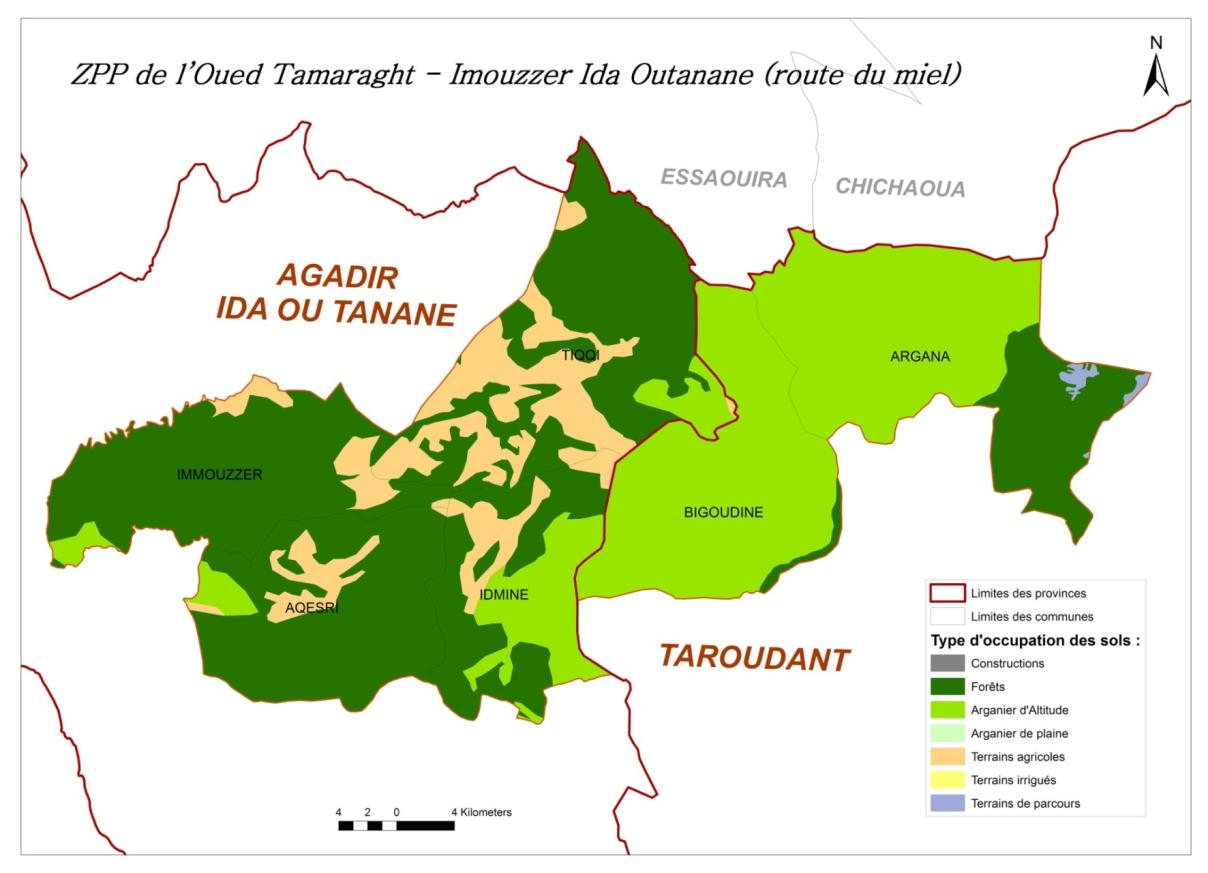 ZPP de l'Oued Tamaraght - Imouzzer Ida Outanane (route du miel)
N
ESSAOUIRA
CHICHAOUA
AGADIR
IDA OU TANANE
TIQQI
ARGANA
IMMOUZZER
BIGOUDINE
AQESRI
IDMINE
TAROUDANT
Limites des provinces
Limites des communes
Type d'occupation des sols :
Constructions
Forêts
Arganier d'Altitude
Arganier de plaine
Terrains agricoles
Terrains irrigués
Terrains de parcours
4 2 0 4 Kilometers